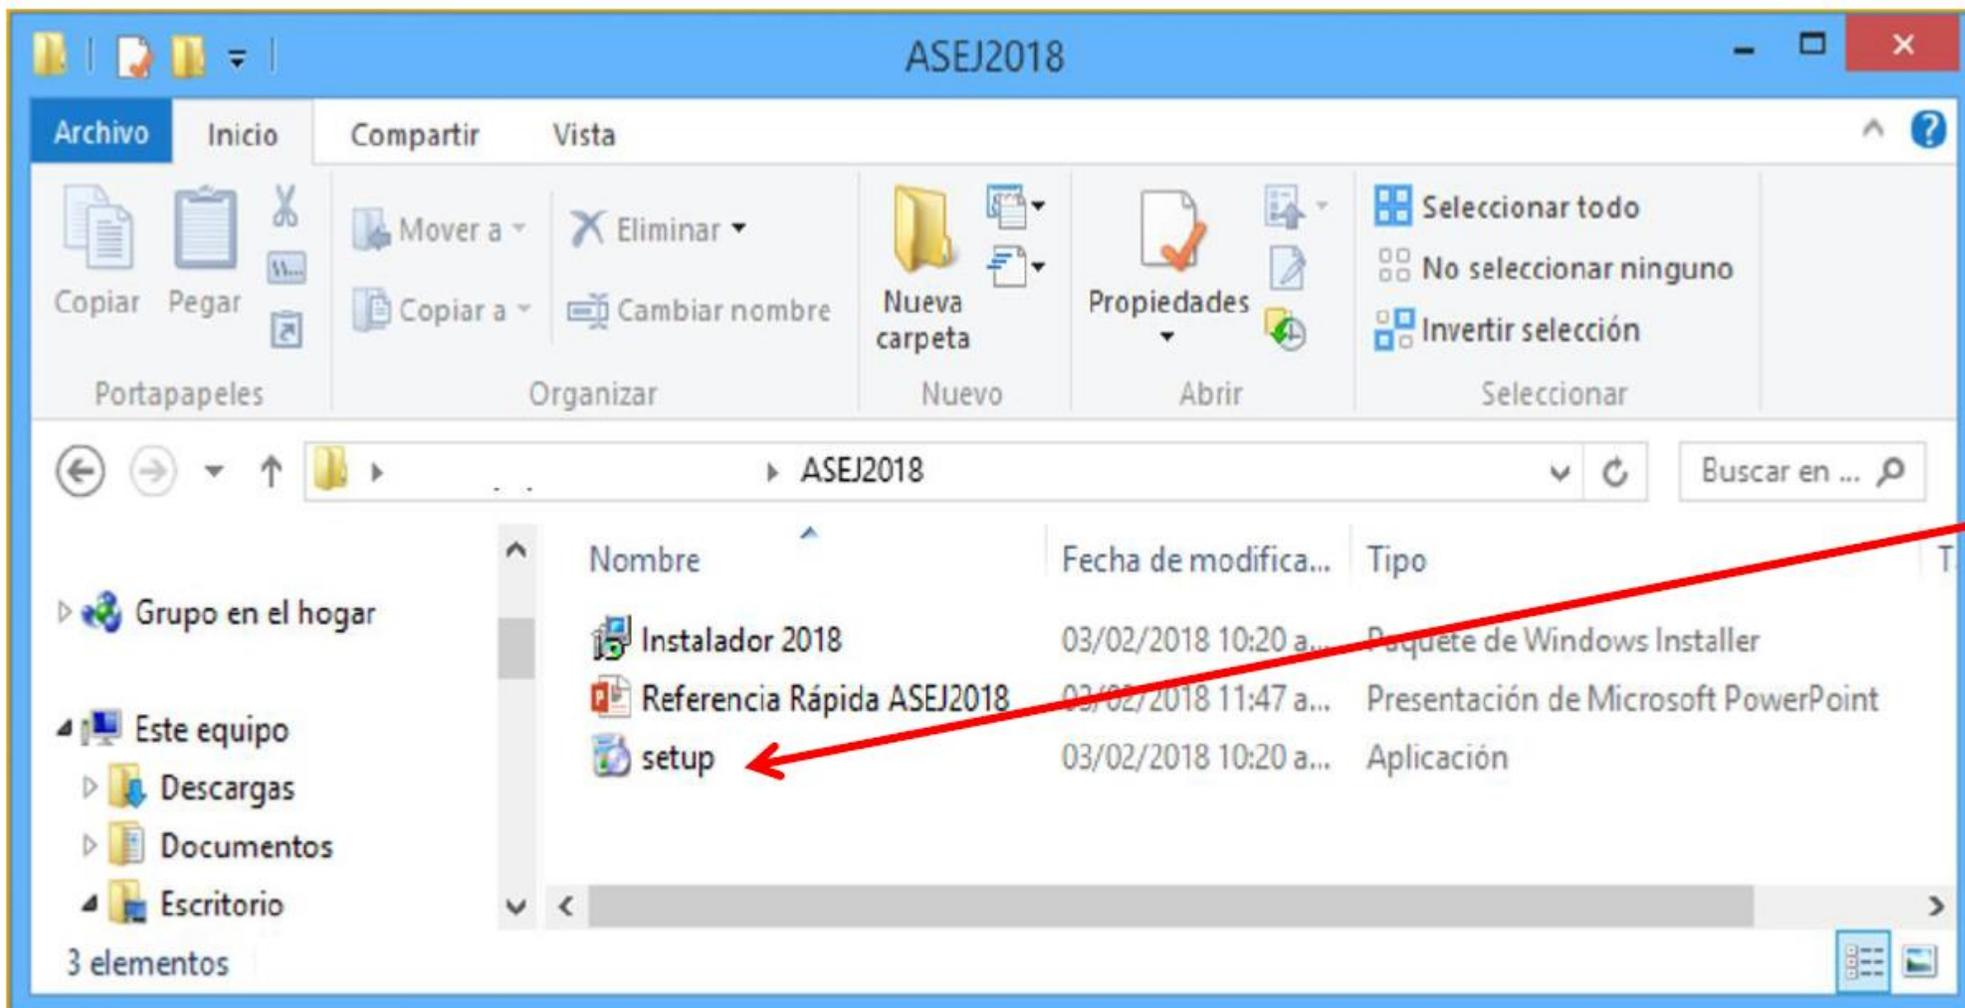 ASEJ2018
Archivo Inicio Compartir Vista
Copiar Pegar
Mover a
Copiar a
Eliminar
Cambiar nombre
Nueva
carpeta
Propiedades
Seleccionar todo
No seleccionar ninguno
Invertir selección
Portapapeles Organizar Nuevo Abrir Seleccionar
ASEJ2018 Buscar en ...
Nombre Fecha de modifica... Tipo T
Grupo en el hogar
Este equipo
Descargas
Documentos
Escritorio
Instalador 2018 03/02/2018 10:20 a... Paquete de Windows Installer
Referencia Rápida ASEJ2018 03/02/2018 11:47 a... Presentación de Microsoft PowerPoint
setup 03/02/2018 10:20 a... Aplicación
3 elementos